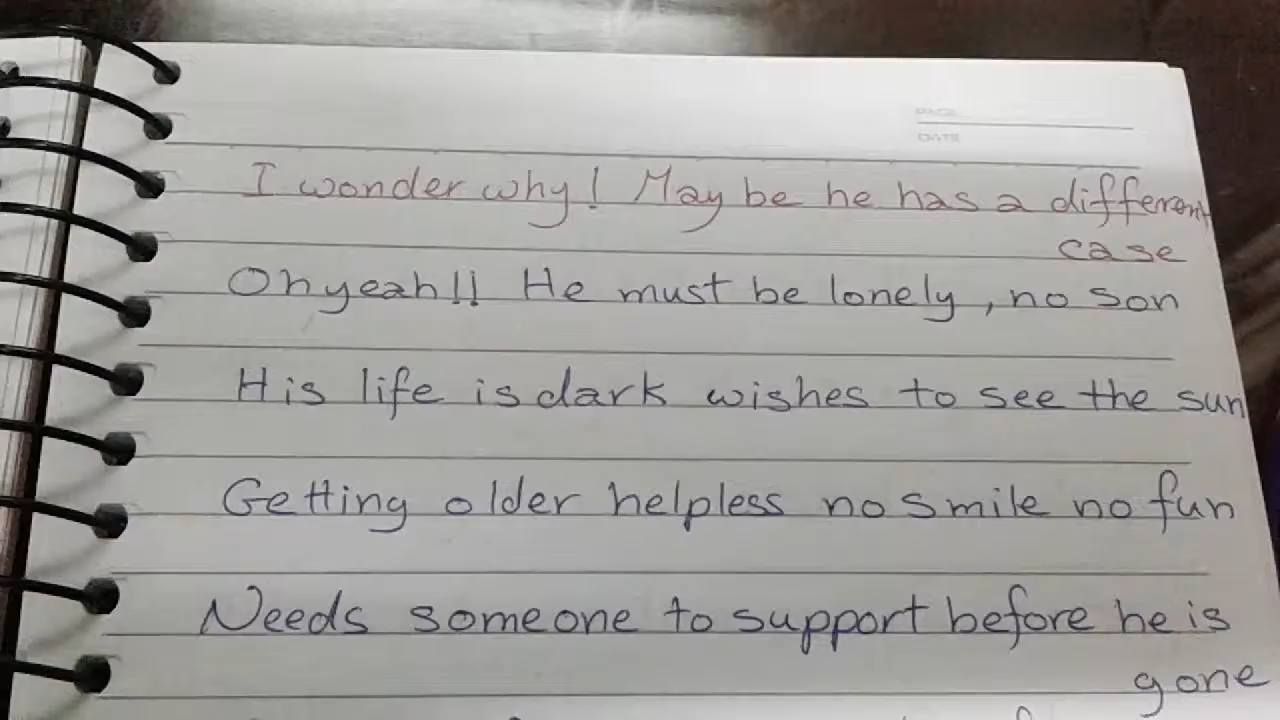 PAGE
DATE
I wonder why! May be he has a different
case
Oh yeah!! He must be lonely, no son
His life is dark wishes to see the sun
Getting older helpless no smile no fun
Needs someone to support before he is
gone